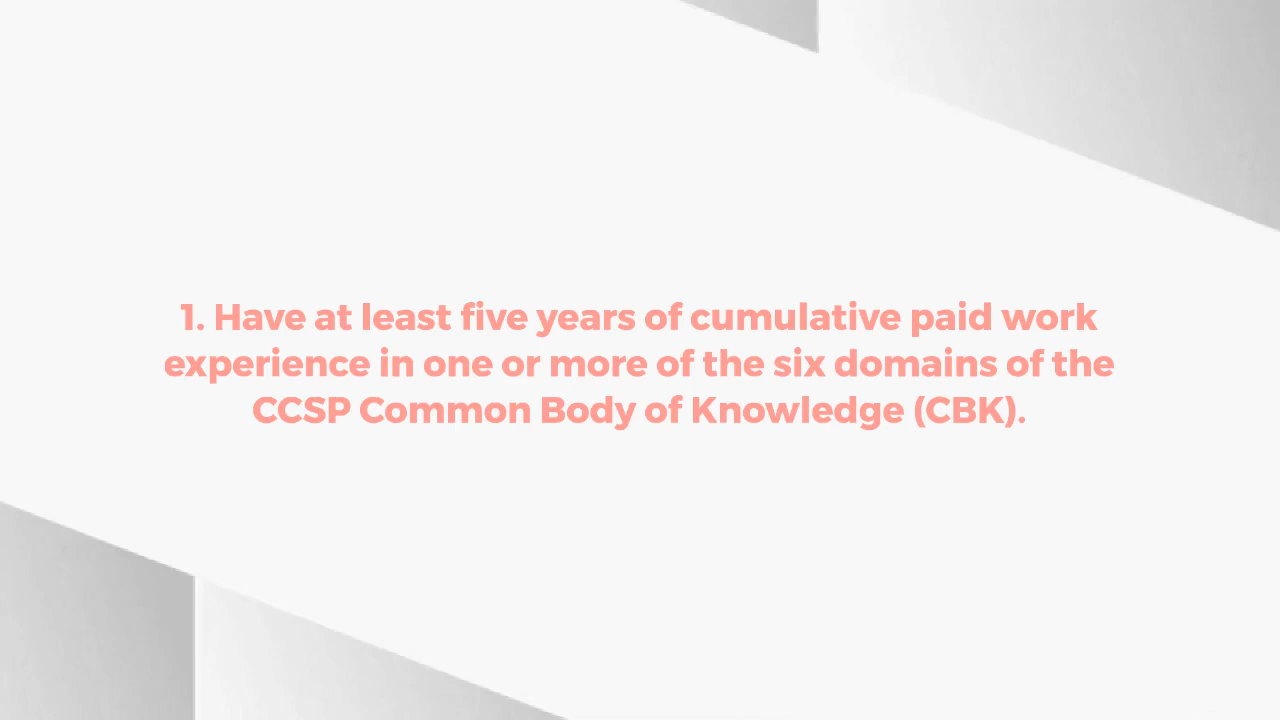 1. Have at least five years of cumulative paid work
experience in one or more of the six domains of the
CCSP Common Body of Knowledge (CBK).